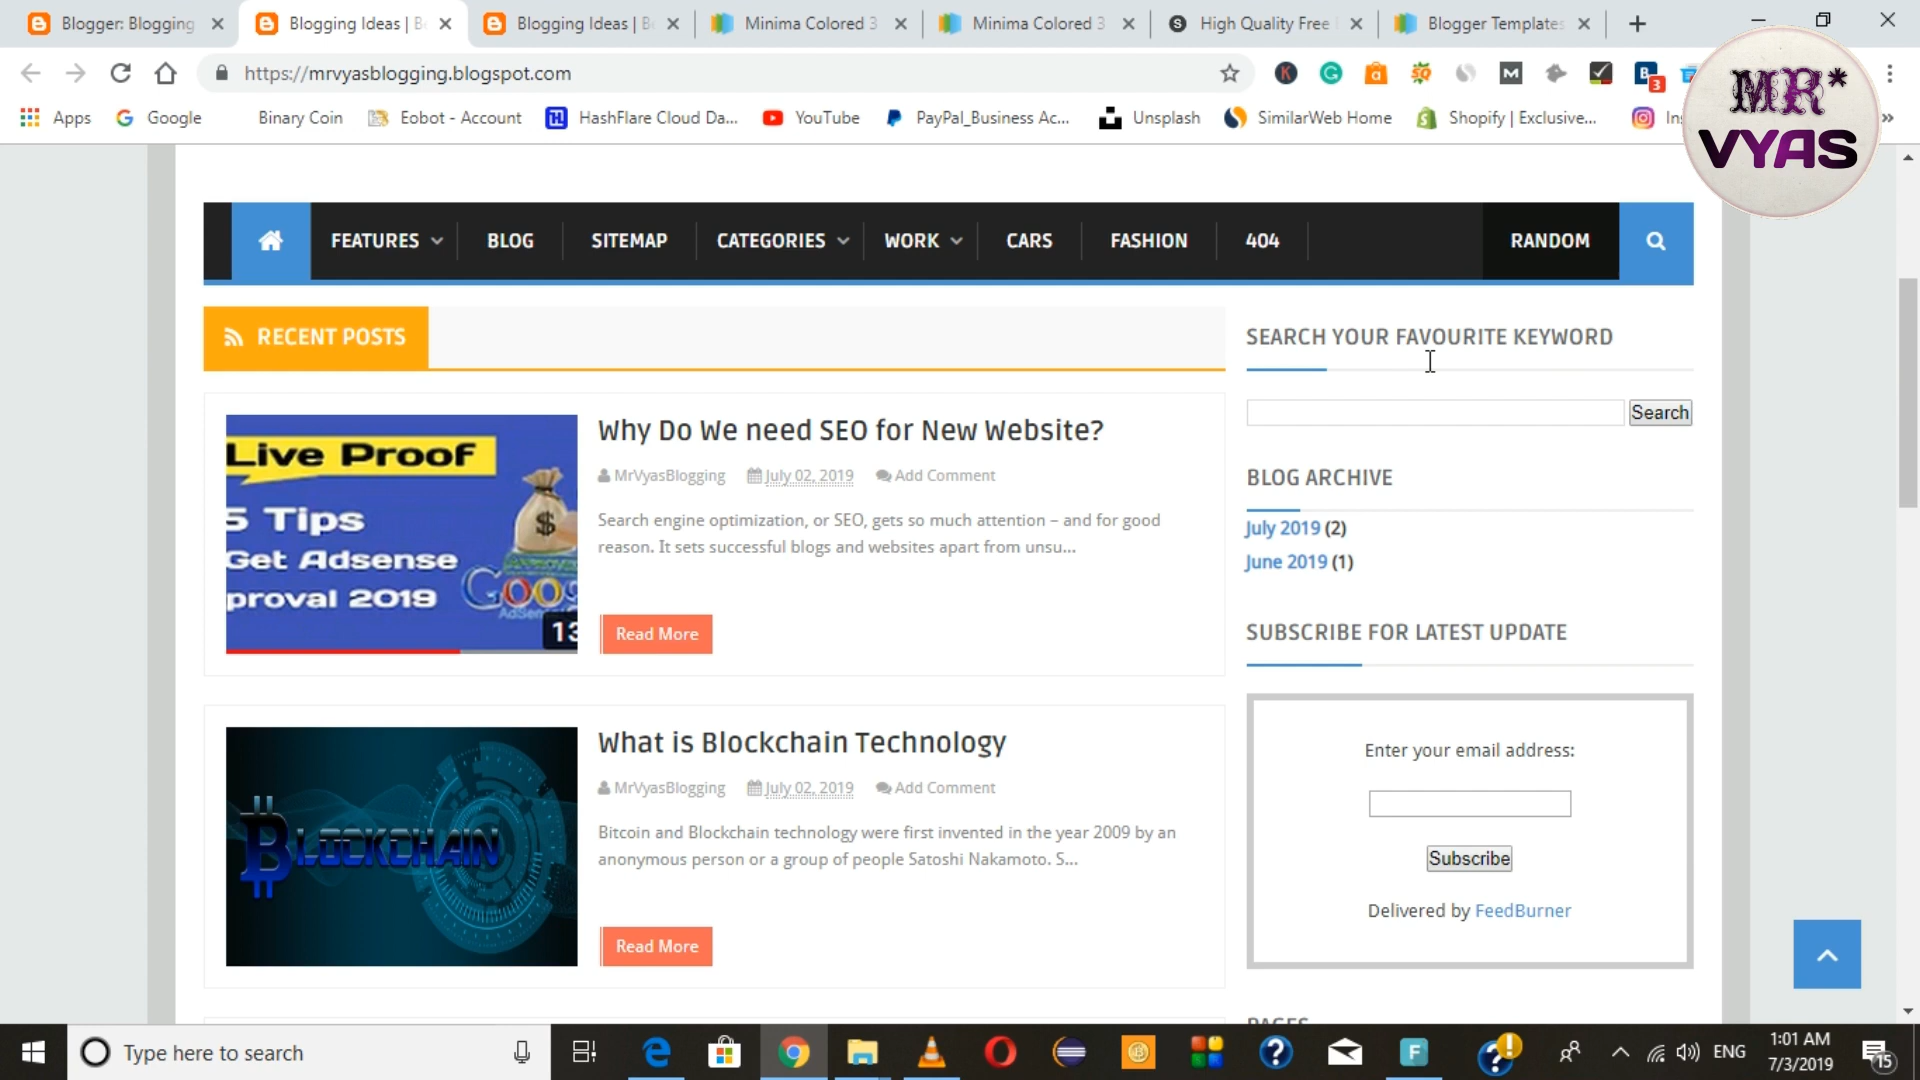 Blogger: Blogging
Blogging Ideas | B
Blogging Ideas | B
Minima Colored 3
Minima Colored 3
High Quality Free
Blogger Templates
https://mrvyasblogging.blogspot.com
3
MR*
VYAS
Apps
Google
Binary Coin
Eobot - Account
HashFlare Cloud Da...
YouTube
PayPal_Business Ac...
Unsplash
SimilarWeb Home
Shopify | Exclusive...
FEATURES
BLOG
SITEMAP
CATEGORIES
WORK
CARS
FASHION
404
RANDOM
RECENT POSTS
Live Proof
5 Tips
Get Adsense
proval 2019
Goog
13
Why Do We need SEO for New Website?
MrVyasBlogging July 02, 2019 Add Comment
Search engine optimization, or SEO, gets so much attention – and for good
reason. It sets successful blogs and websites apart from unsu...
Read More
BLOCKCHAIN
What is Blockchain Technology
MrVyasBlogging July 02, 2019 Add Comment
Bitcoin and Blockchain technology were first invented in the year 2009 by an
anonymous person or a group of people Satoshi Nakamoto. S...
Read More
SEARCH YOUR FAVOURITE KEYWORD
Search
BLOG ARCHIVE
July 2019 (2)
June 2019 (1)
SUBSCRIBE FOR LATEST UPDATE
Enter your email address:
Subscribe
Delivered by FeedBurner
Type here to search
ENG
1:01 AM
7/3/2019
15